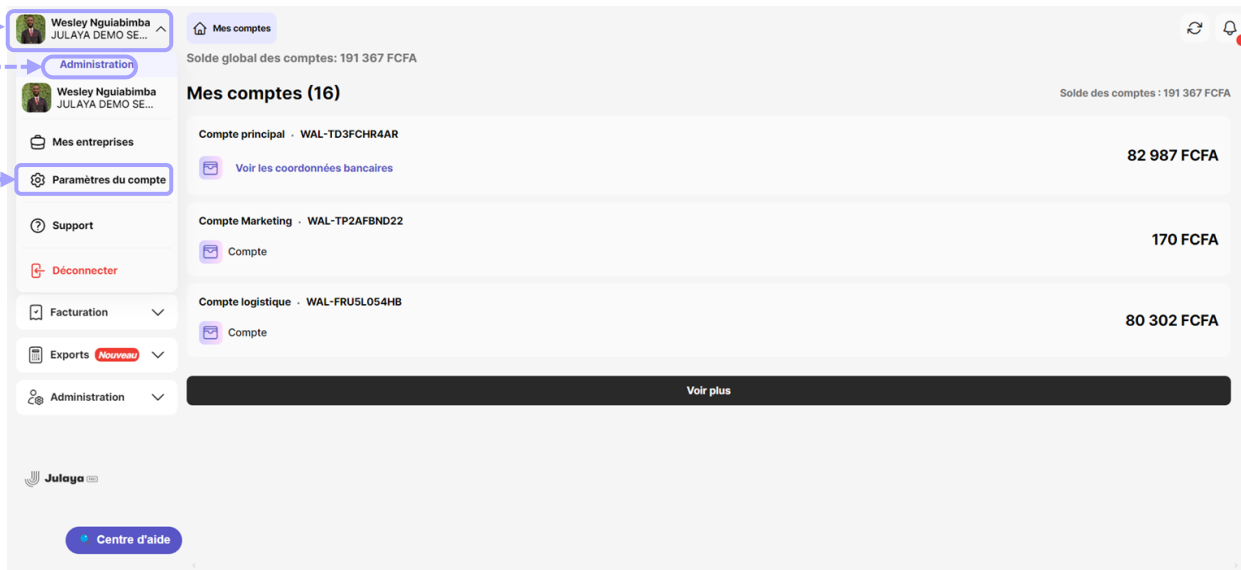 Wesley Nguiabimba
JULAYA DEMO SE...
Administration
Wesley Nguiabimba
JULAYA DEMO SE...
Mes entreprises
Paramètres du compte
Support
Déconnecter
Facturation
Exports Nouveau
Administration
Julaya
Centre d'aide
Mes comptes
Solde global des comptes: 191 367 FCFA
Mes comptes (16)
Solde des comptes : 191 367 FCFA
Compte principal · WAL-TD3FCHR4AR
Voir les coordonnées bancaires
82 987 FCFA
Compte Marketing · WAL-TP2AFBND22
Compte
170 FCFA
Compte logistique · WAL-FRU5L054HB
Compte
80 302 FCFA
Voir plus